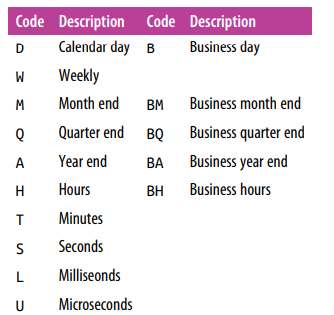 Code Description Code Description
D Calendar day B Business day
W Weekly
M Month end BM Business month end
Q Quarter end BQ Business quarter end
A Year end BA Business year end
H Hours BH Business hours
T Minutes
S Seconds
L Milliseonds
U Microseconds